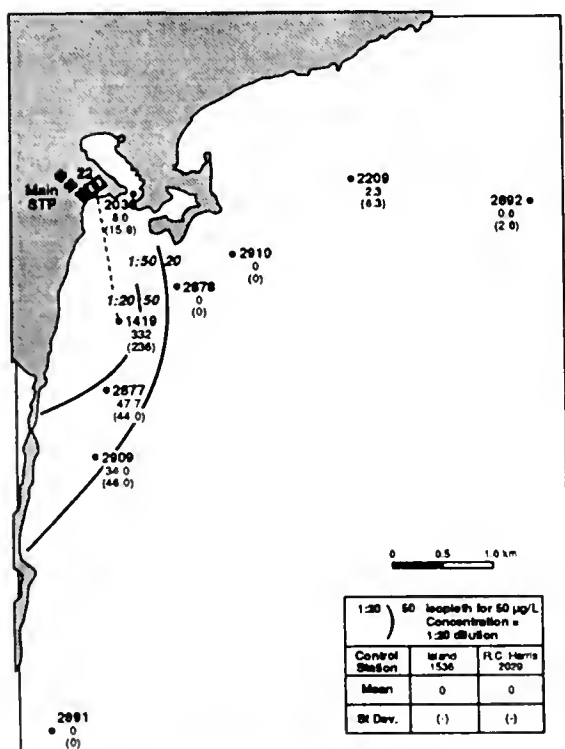 22
Main
STP
203
8.0
(15.9)
2209
2.3
(6.3)
2892
0.0
(2.0)
2910
0
(0)
1:50 20
2878
0
(0)
1:20 50
1419
332
(236)
2877
47.7
(44.0)
2909
34.0
(46.0)
0 0.5 1.0 km
1:20 50 Isopleth for 50 µg/L
Concentration =
1:20 dilution
Control
Station
Island
1536
R.C. Harris
2029
Mean 0 0
St Dev. (-) (-)
2891
0
(0)